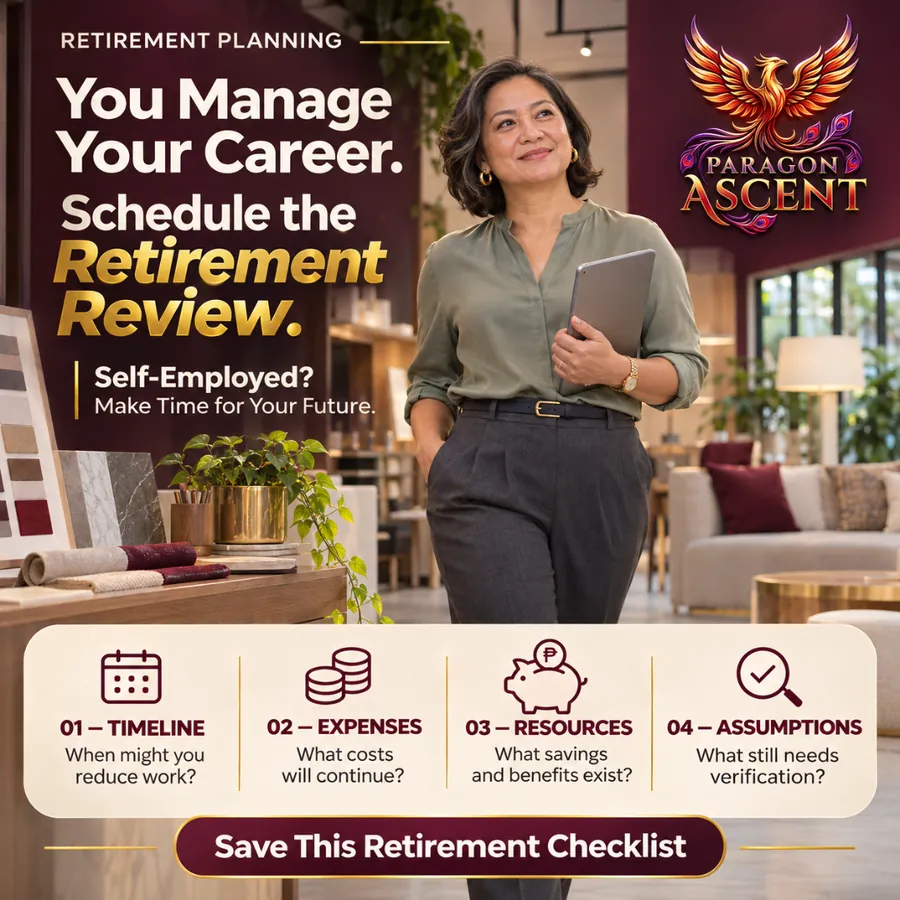 RETIREMENT PLANNING
You Manage
Your Career.
Schedule the
Retirement
Review.
Self-Employed?
Make Time for Your Future.
PARAGON
ASCENT
₱
01 – TIMELINE
When might you
reduce work?
02 – EXPENSES
What costs
will continue?
03 – RESOURCES
What savings
and benefits exist?
04 – ASSUMPTIONS
What still needs
verification?
Save This Retirement Checklist